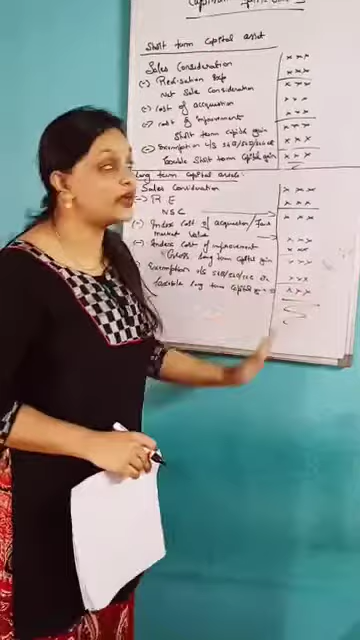 Capital
Short term capital asset
Sales Consideration x x x
(-) Realisation Exp x x x
Net Sale Consideration x x x
(-) Cost of acquisition x x x
(-) cost of improvement x x x
Short term capital gain x x x
(-) Exemption u/s x x x
Taxable Short term Capital gain x x x
Long term Capital assets:
Sales Consideration x x x
(-) R E x x x
N S C x x x
(-) Index Cost of acquisition / Fair
market value x x x
(-) Index Cost of improvement x x x
Gross long term Capital gain x x x
(-) Exemption u/s x x x
Taxable long term Capital gain x x x